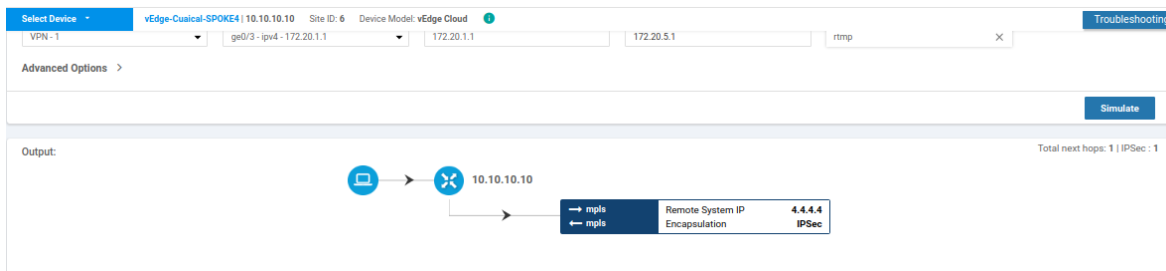 Select Device vEdge-Cuaical-SPOKE4 | 10.10.10.10 Site ID: 6 Device Model: vEdge Cloud Troubleshooting
VPN - 1 ge0/3 - ipv4 - 172.20.1.1 172.20.1.1 172.20.5.1 rtmp
Advanced Options >
Simulate
Output: Total next hops: 1 | IPSec : 1
10.10.10.10
→ mpls Remote System IP 4.4.4.4
← mpls Encapsulation IPSec